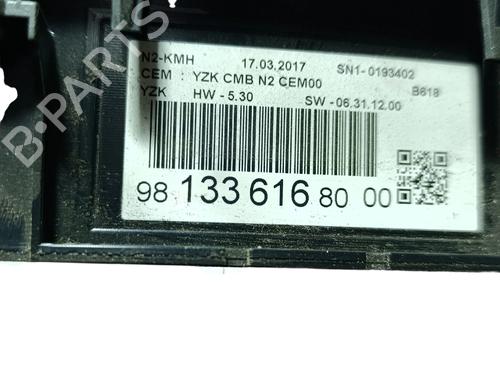 N2-KMH 17.03.2017 SN1- 0193402
CEM : YZK CMB N2 CEM00 B618
YZK HW - 5.30 SW - 06.31.12.00
98 133 616 80 00
B-PARTS